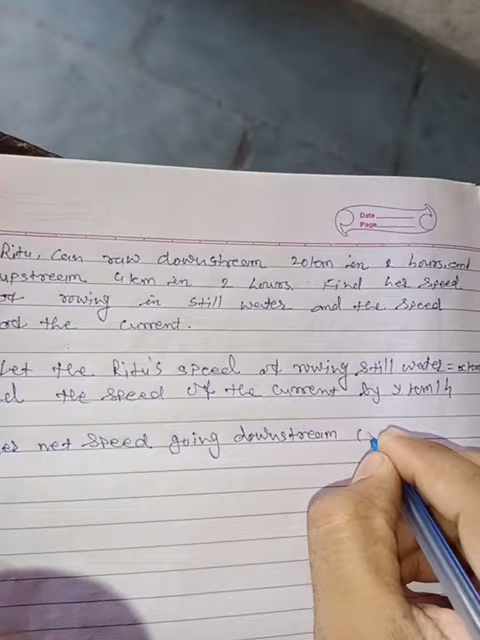 Date
Page
Ritu, can raw downstream 20km in 2 hours, and
upstream 4km in 2 hours. Find her speed
of rowing in still water and the speed
of the current.
Let the Ritu's speed of rowing still water = x km
the speed of the current by y km/h
net speed going downstream (x